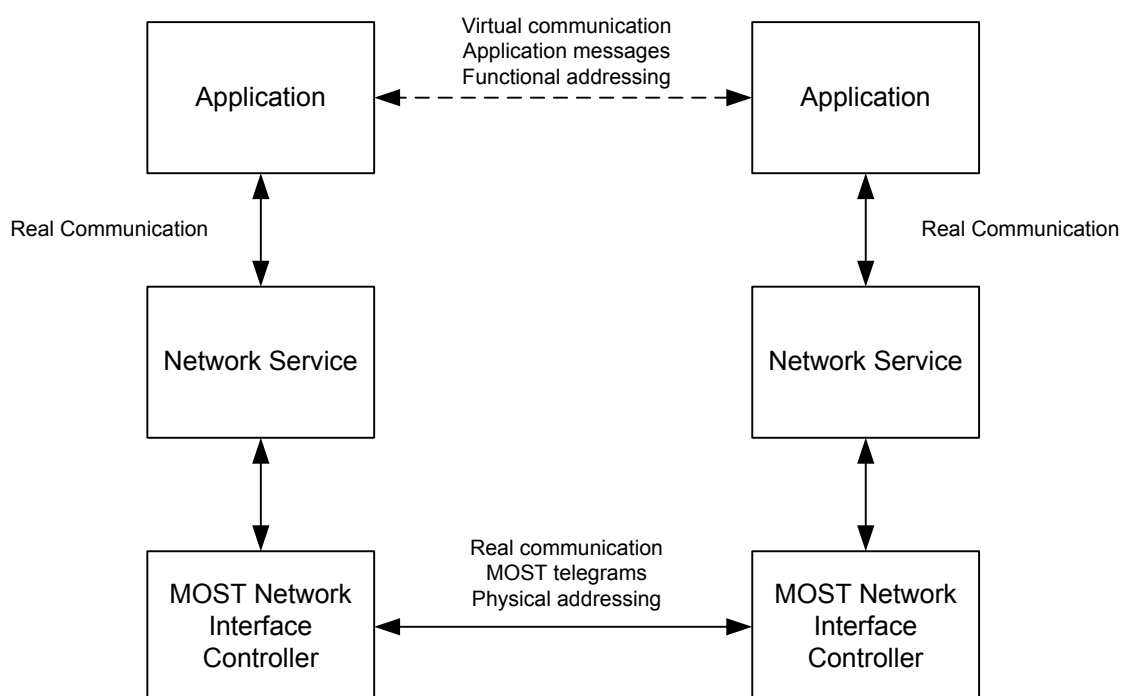 Virtual communication
Application messages
Functional addressing
Application
Application
Real Communication
Real Communication
Network Service
Network Service
Real communication
MOST telegrams
Physical addressing
MOST Network
Interface
Controller
MOST Network
Interface
Controller